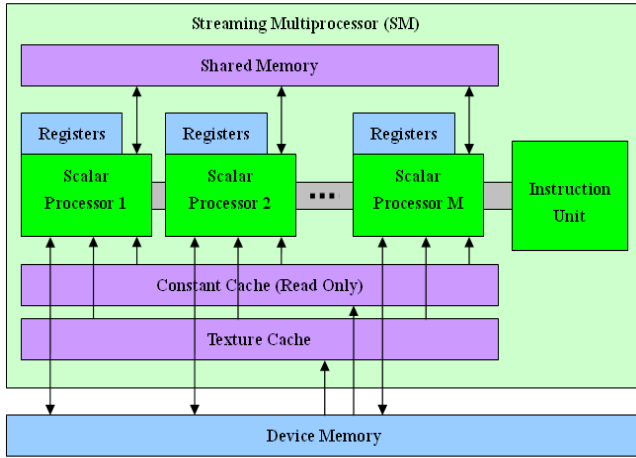 Streaming Multiprocessor (SM)
Shared Memory
Registers
Registers
Registers
Scalar
Processor 1
Scalar
Processor 2
...
Scalar
Processor M
Instruction
Unit
Constant Cache (Read Only)
Texture Cache
Device Memory